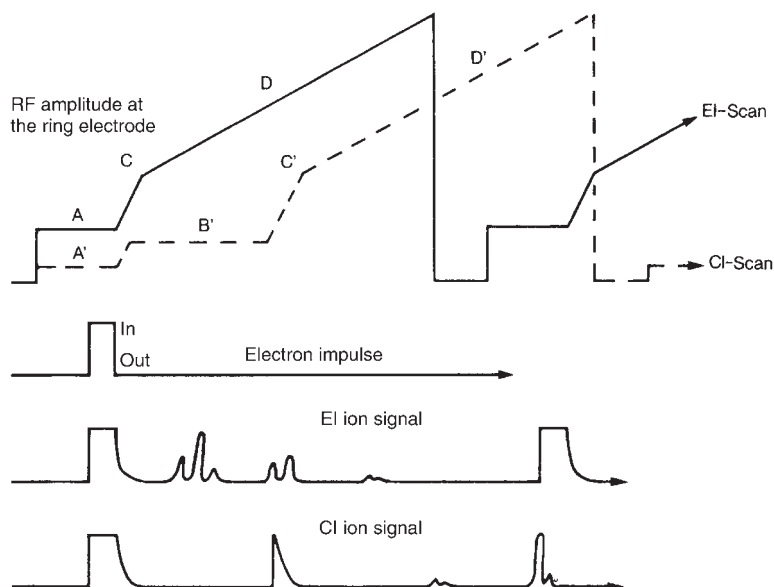 D
D'
RF amplitude at
the ring electrode
EI–Scan
C
C'
A
B'
A'
CI–Scan
In
Out
Electron impulse
EI ion signal
CI ion signal